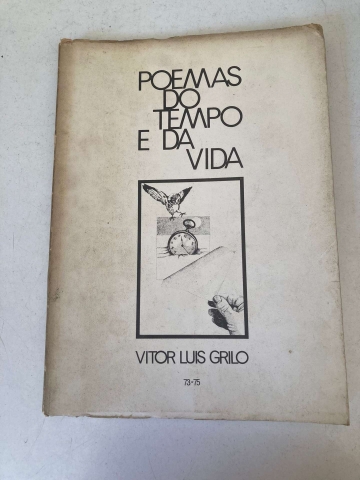 POEMAS
DO
TEMPO
E DA
VIDA
VITOR LUIS GRILO
73-75